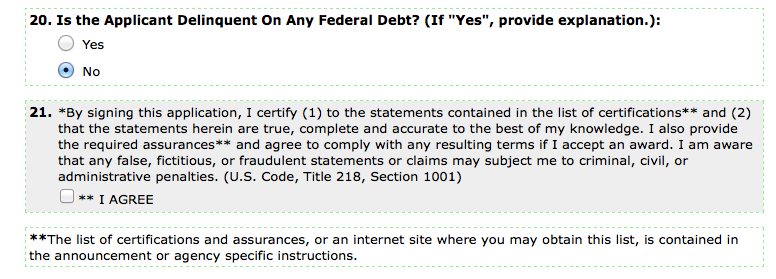 20. Is the Applicant Delinquent On Any Federal Debt? (If "Yes", provide explanation.):
Yes
No
21. *By signing this application, I certify (1) to the statements contained in the list of certifications** and (2)
that the statements herein are true, complete and accurate to the best of my knowledge. I also provide
the required assurances** and agree to comply with any resulting terms if I accept an award. I am aware
that any false, fictitious, or fraudulent statements or claims may subject me to criminal, civil, or
administrative penalties. (U.S. Code, Title 218, Section 1001)
** I AGREE
**The list of certifications and assurances, or an internet site where you may obtain this list, is contained in
the announcement or agency specific instructions.